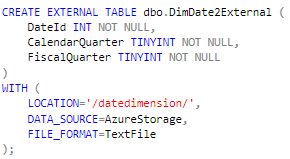 CREATE EXTERNAL TABLE dbo.DimDate2External (
    DateId INT NOT NULL,
    CalendarQuarter TINYINT NOT NULL,
    FiscalQuarter TINYINT NOT NULL
)
WITH (
    LOCATION='/datedimension/',
    DATA_SOURCE=AzureStorage,
    FILE_FORMAT=TextFile
);